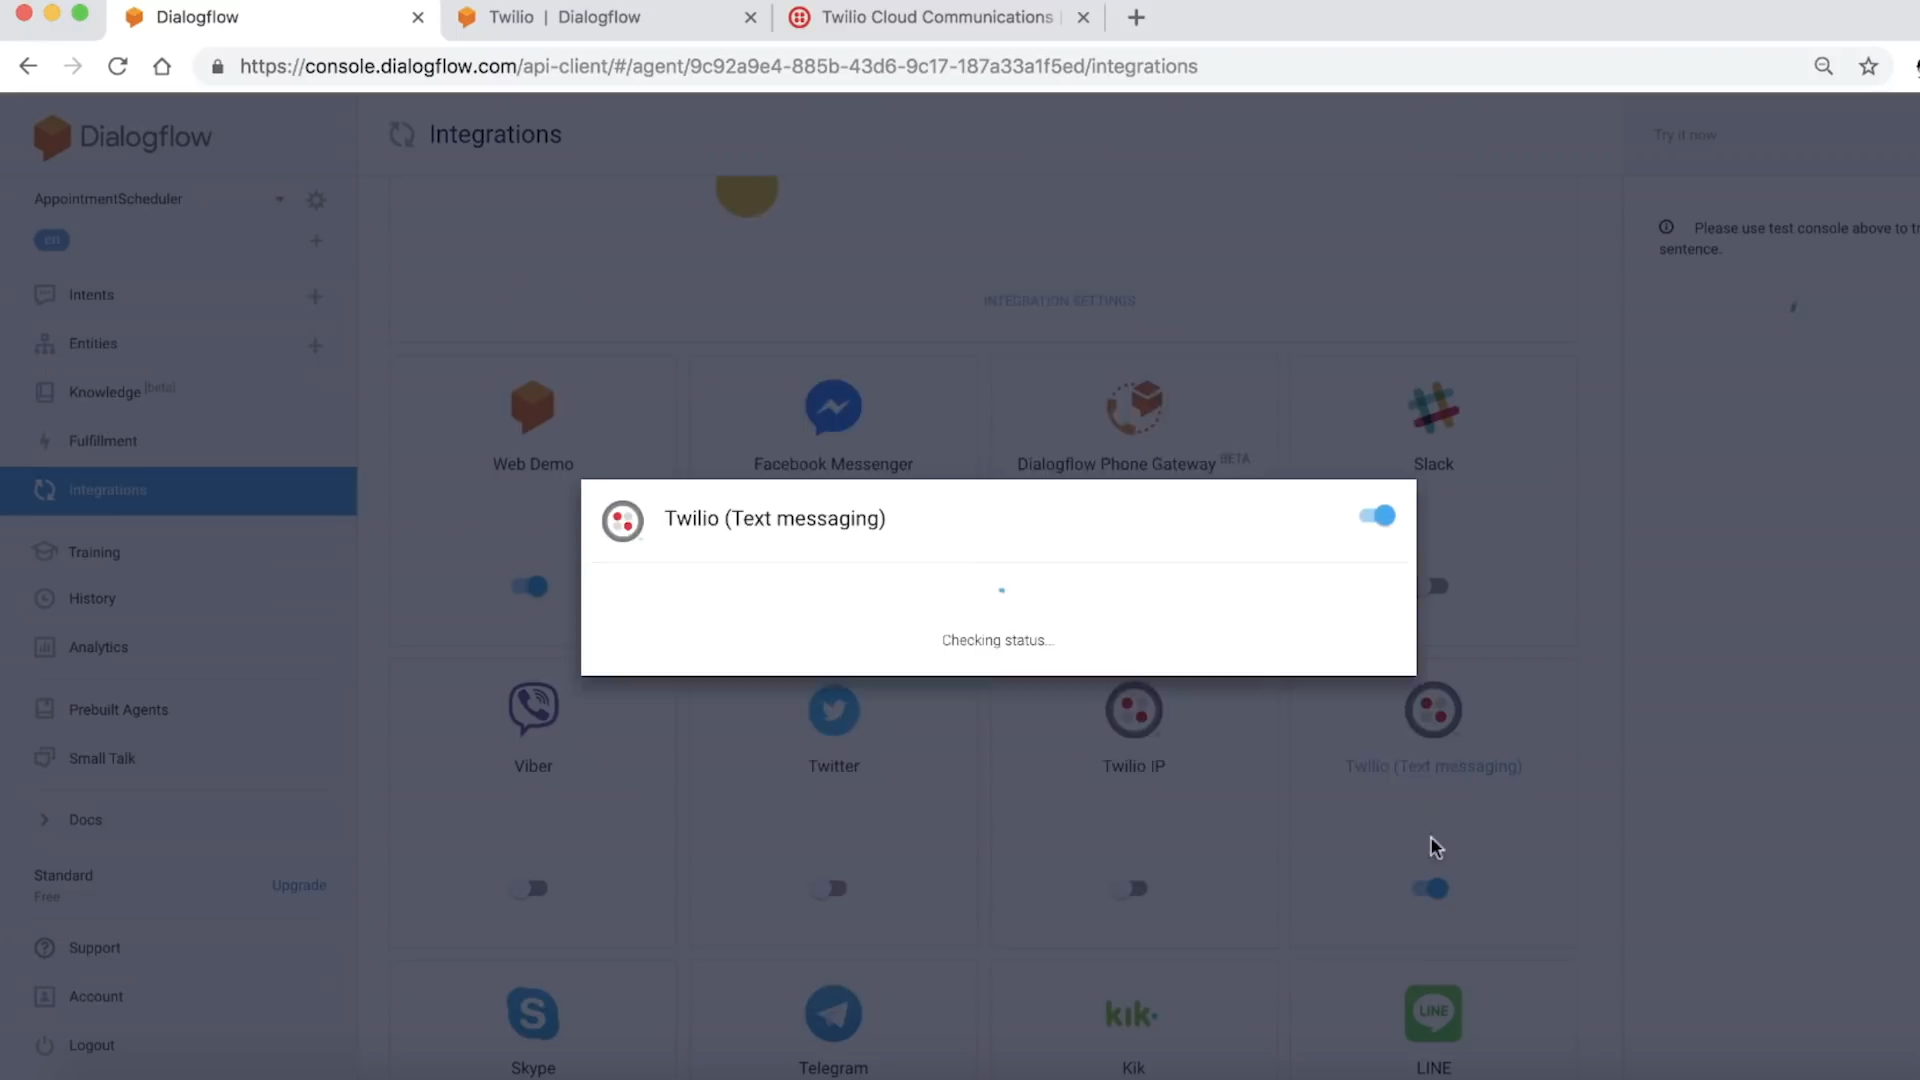 Dialogflow
Twilio | Dialogflow
Twilio Cloud Communications
https://console.dialogflow.com/api-client/#/agent/9c92a9e4-885b-43d6-9c17-187a33a1f5ed/integrations
Dialogflow
Integrations
Try it now
AppointmentScheduler
en
Please use test console above to
sentence.
INTEGRATION SETTINGS
Intents
Entities
Knowledge [beta]
Fulfillment
Integrations
Training
History
Analytics
Prebuilt Agents
Small Talk
Docs
Standard
Free
Upgrade
Support
Account
Logout
Web Demo
Facebook Messenger
Dialogflow Phone Gateway BETA
Slack
Twilio (Text messaging)
Checking status...
Viber
Twitter
Twilio IP
Twilio (Text messaging)
S
kik
LINE
Skype
Telegram
Kik
LINE